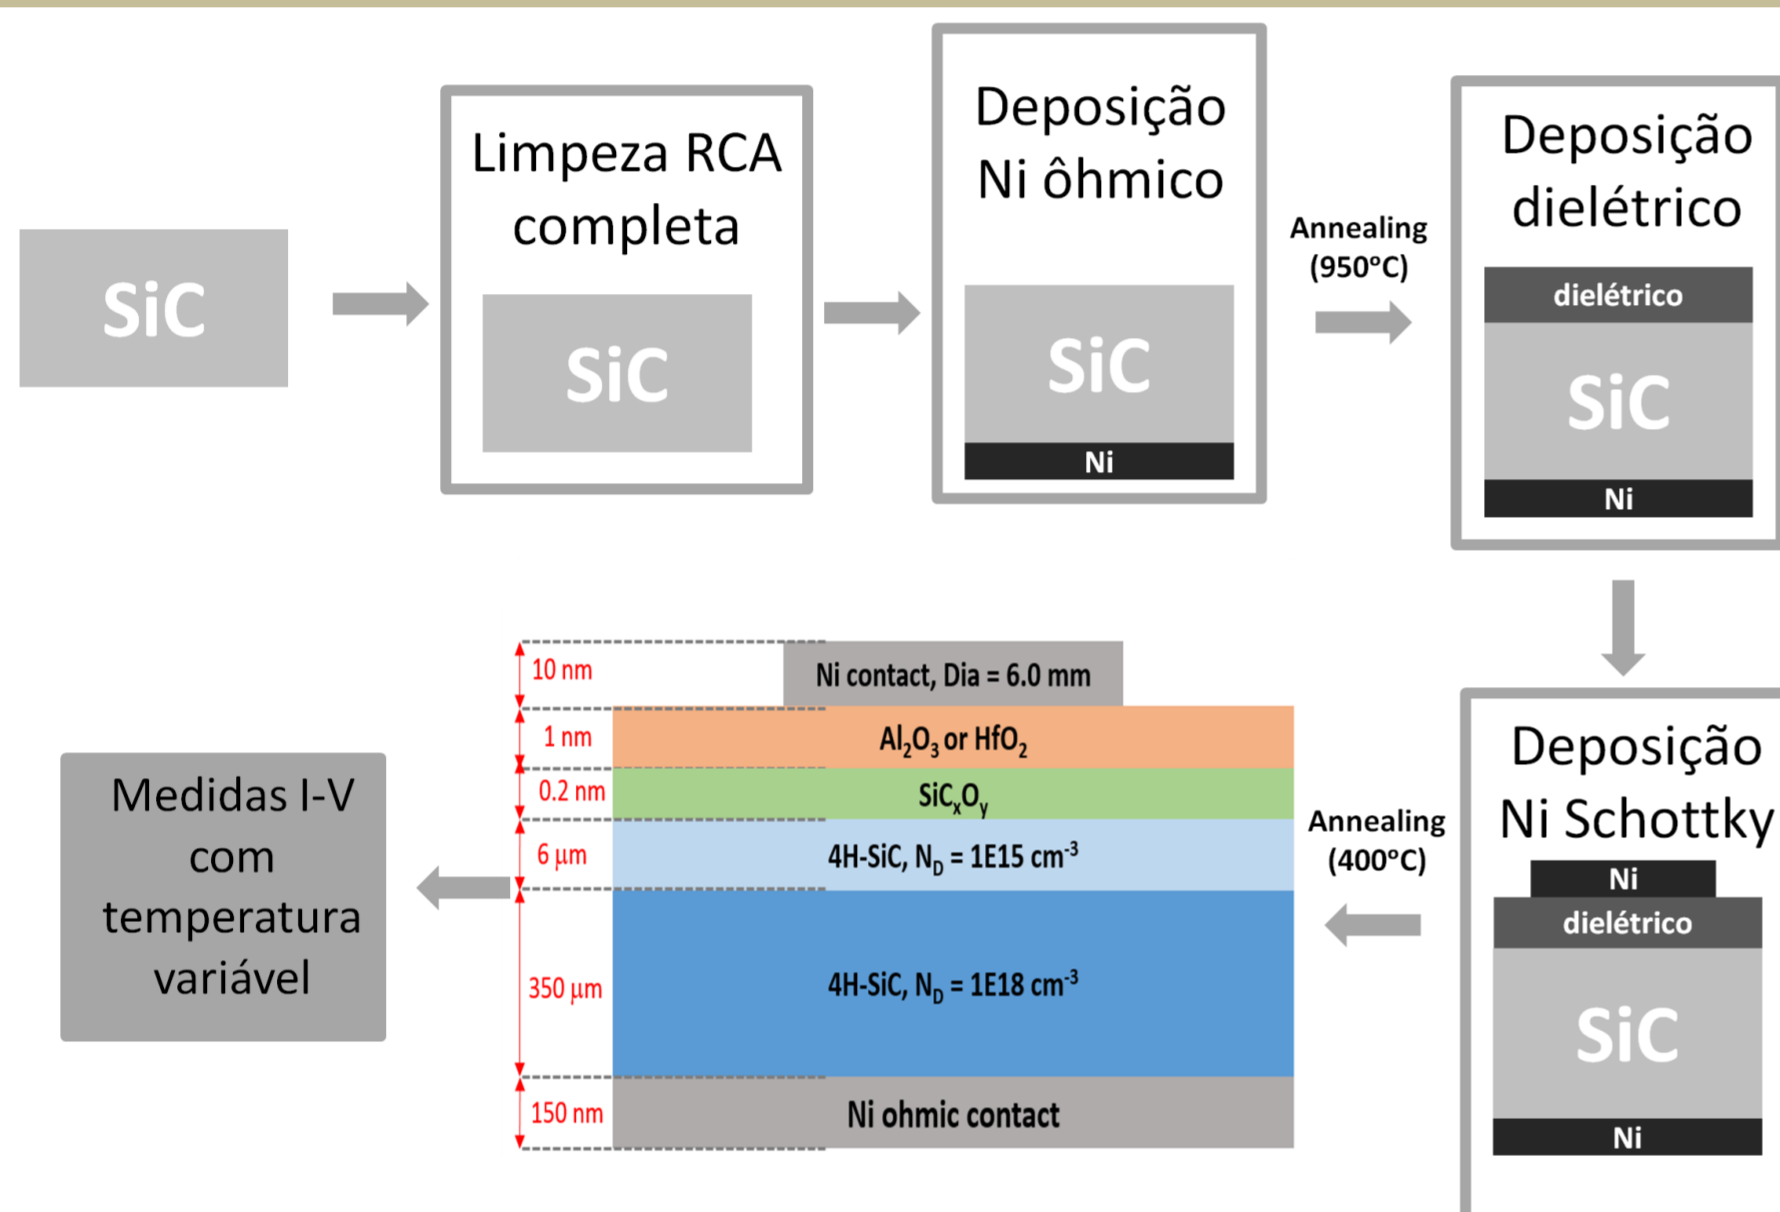 SiC
Limpeza RCA
completa
SiC
Deposição
Ni ôhmico
SiC
Ni
Annealing
(950°C)
Deposição
dielétrico
dielétrico
SiC
Ni
Deposição
Ni Schottky
Ni
dielétrico
SiC
Ni
Annealing
(400°C)
10 nm
Ni contact, Dia = 6.0 mm
1 nm
Al₂O₃ or HfO₂
0.2 nm
SiCₓOᵧ
6 μm
4H-SiC, N_D = 1E15 cm⁻³
350 μm
4H-SiC, N_D = 1E18 cm⁻³
150 nm
Ni ohmic contact
Medidas I-V
com
temperatura
variável